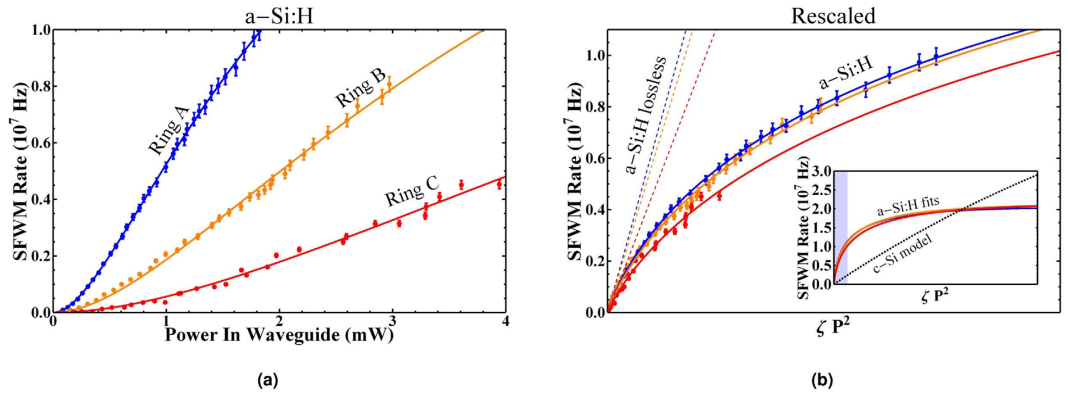 a-Si:H
SFWM Rate (10⁷ Hz)
1.0
0.8
0.6
0.4
0.2
0.0
0
1
2
3
4
Power In Waveguide (mW)
Ring A
Ring B
Ring C
(a)
Rescaled
SFWM Rate (10⁷ Hz)
1.0
0.8
0.6
0.4
0.2
0.0
ζ P²
a-Si:H lossless
a-Si:H
SFWM Rate (10⁷ Hz)
3.0
2.5
2.0
1.5
1.0
0.5
0.0
a-Si:H fits
c-Si model
ζ P²
(b)